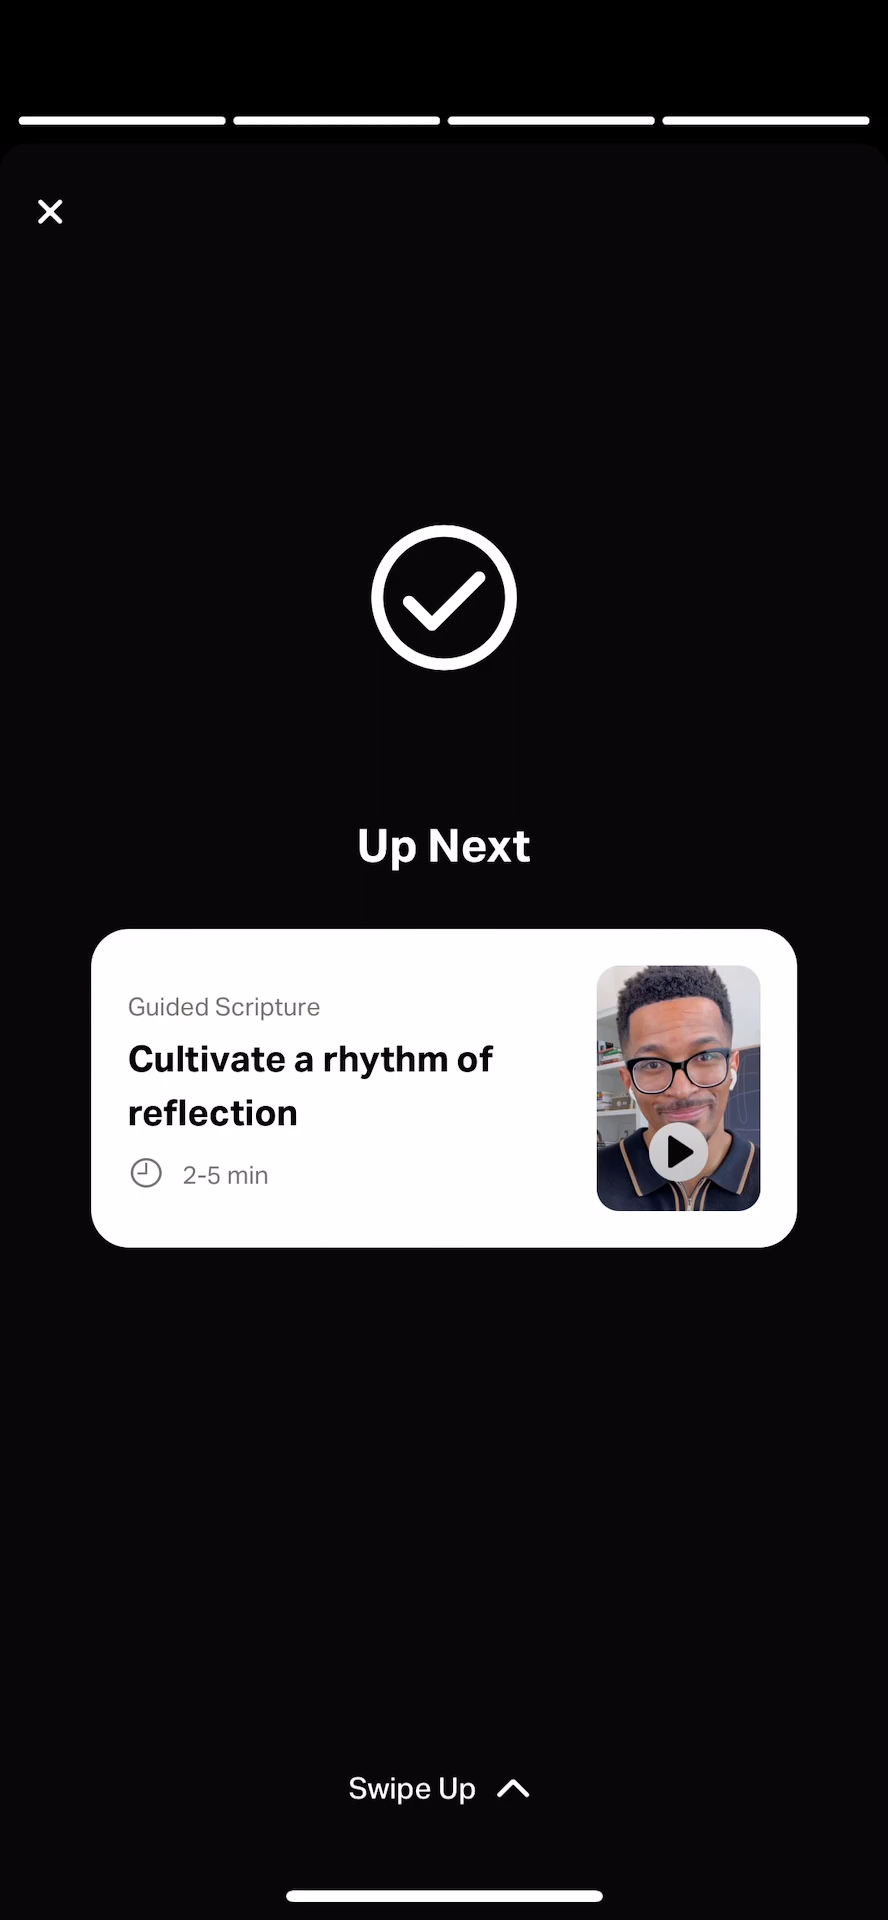 Up Next
Guided Scripture
Cultivate a rhythm of
reflection
2-5 min
Swipe Up